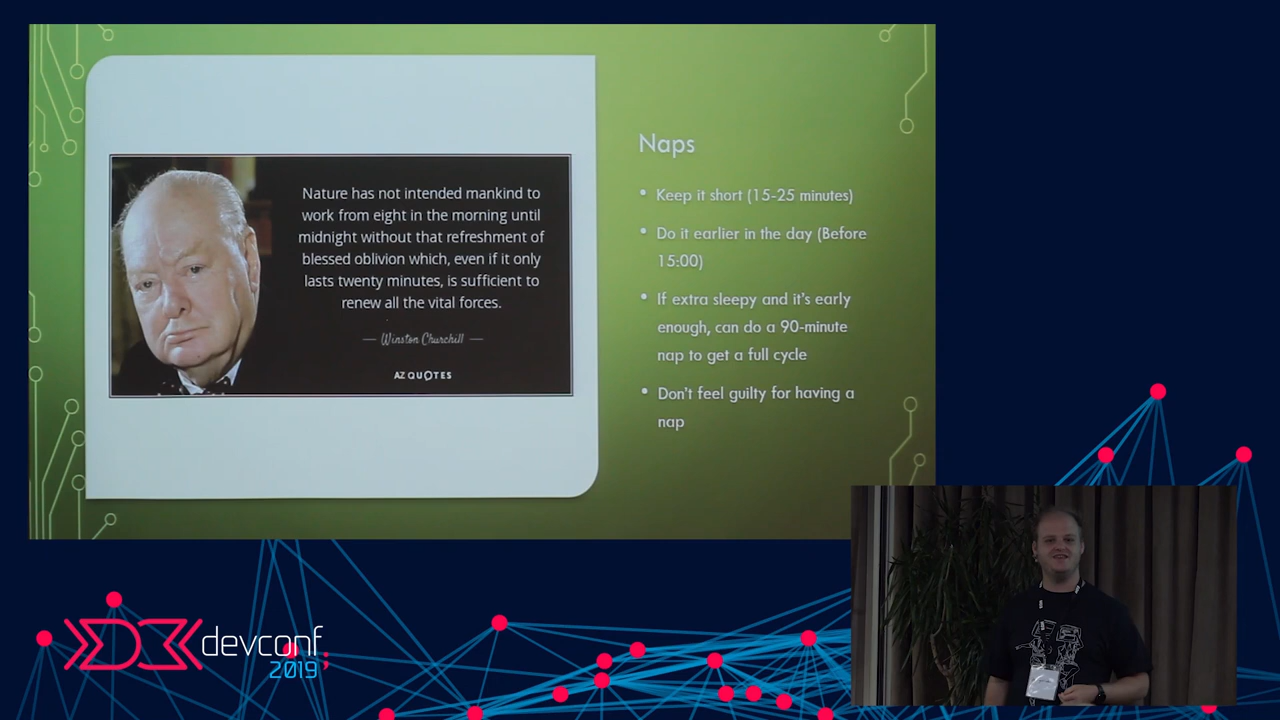 Nature has not intended mankind to
work from eight in the morning until
midnight without that refreshment of
blessed oblivion which, even if it only
lasts twenty minutes, is sufficient to
renew all the vital forces.
— Winston Churchill —
AZ QUOTES
Naps
• Keep it short (15-25 minutes)
• Do it earlier in the day (Before
15:00)
• If extra sleepy and it's early
enough, can do a 90-minute
nap to get a full cycle
• Don't feel guilty for having a
nap
devconf;
2019